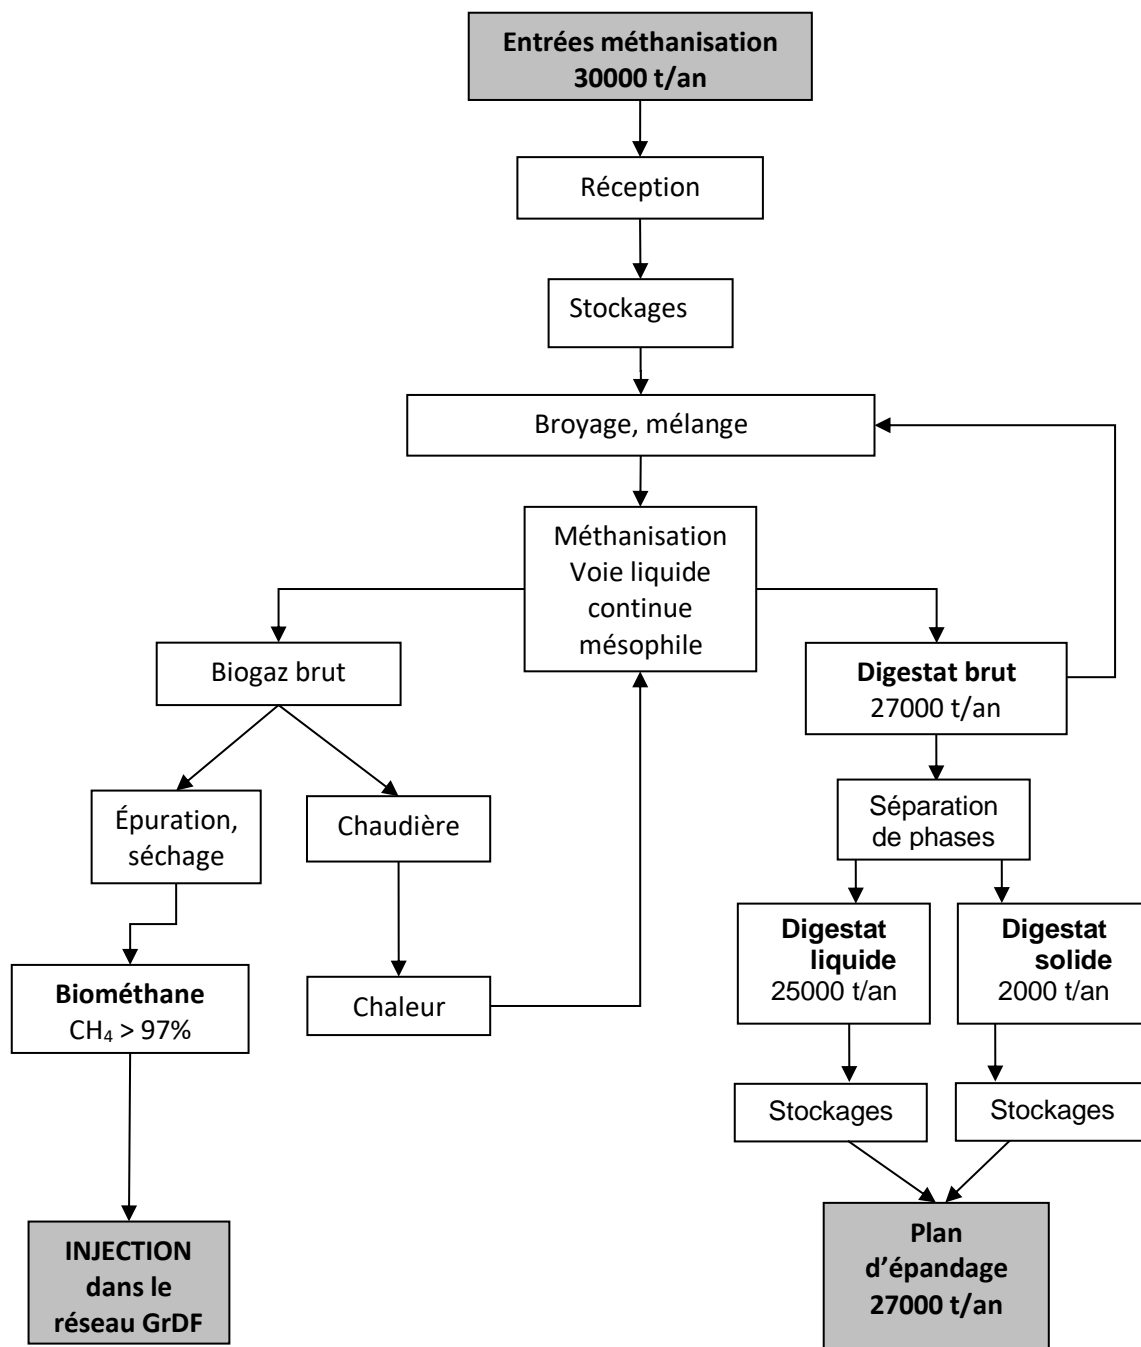 Entrées méthanisation
30000 t/an
Réception
Stockages
Broyage, mélange
Méthanisation
Voie liquide
continue
mésophile
Biogaz brut
Digestat brut
27000 t/an
Épuration,
séchage
Chaudière
Séparation
de phases
Biométhane
CH₄ > 97%
Chaleur
Digestat
liquide
25000 t/an
Digestat
solide
2000 t/an
Stockages
Stockages
INJECTION
dans le
réseau GrDF
Plan
d’épandage
27000 t/an